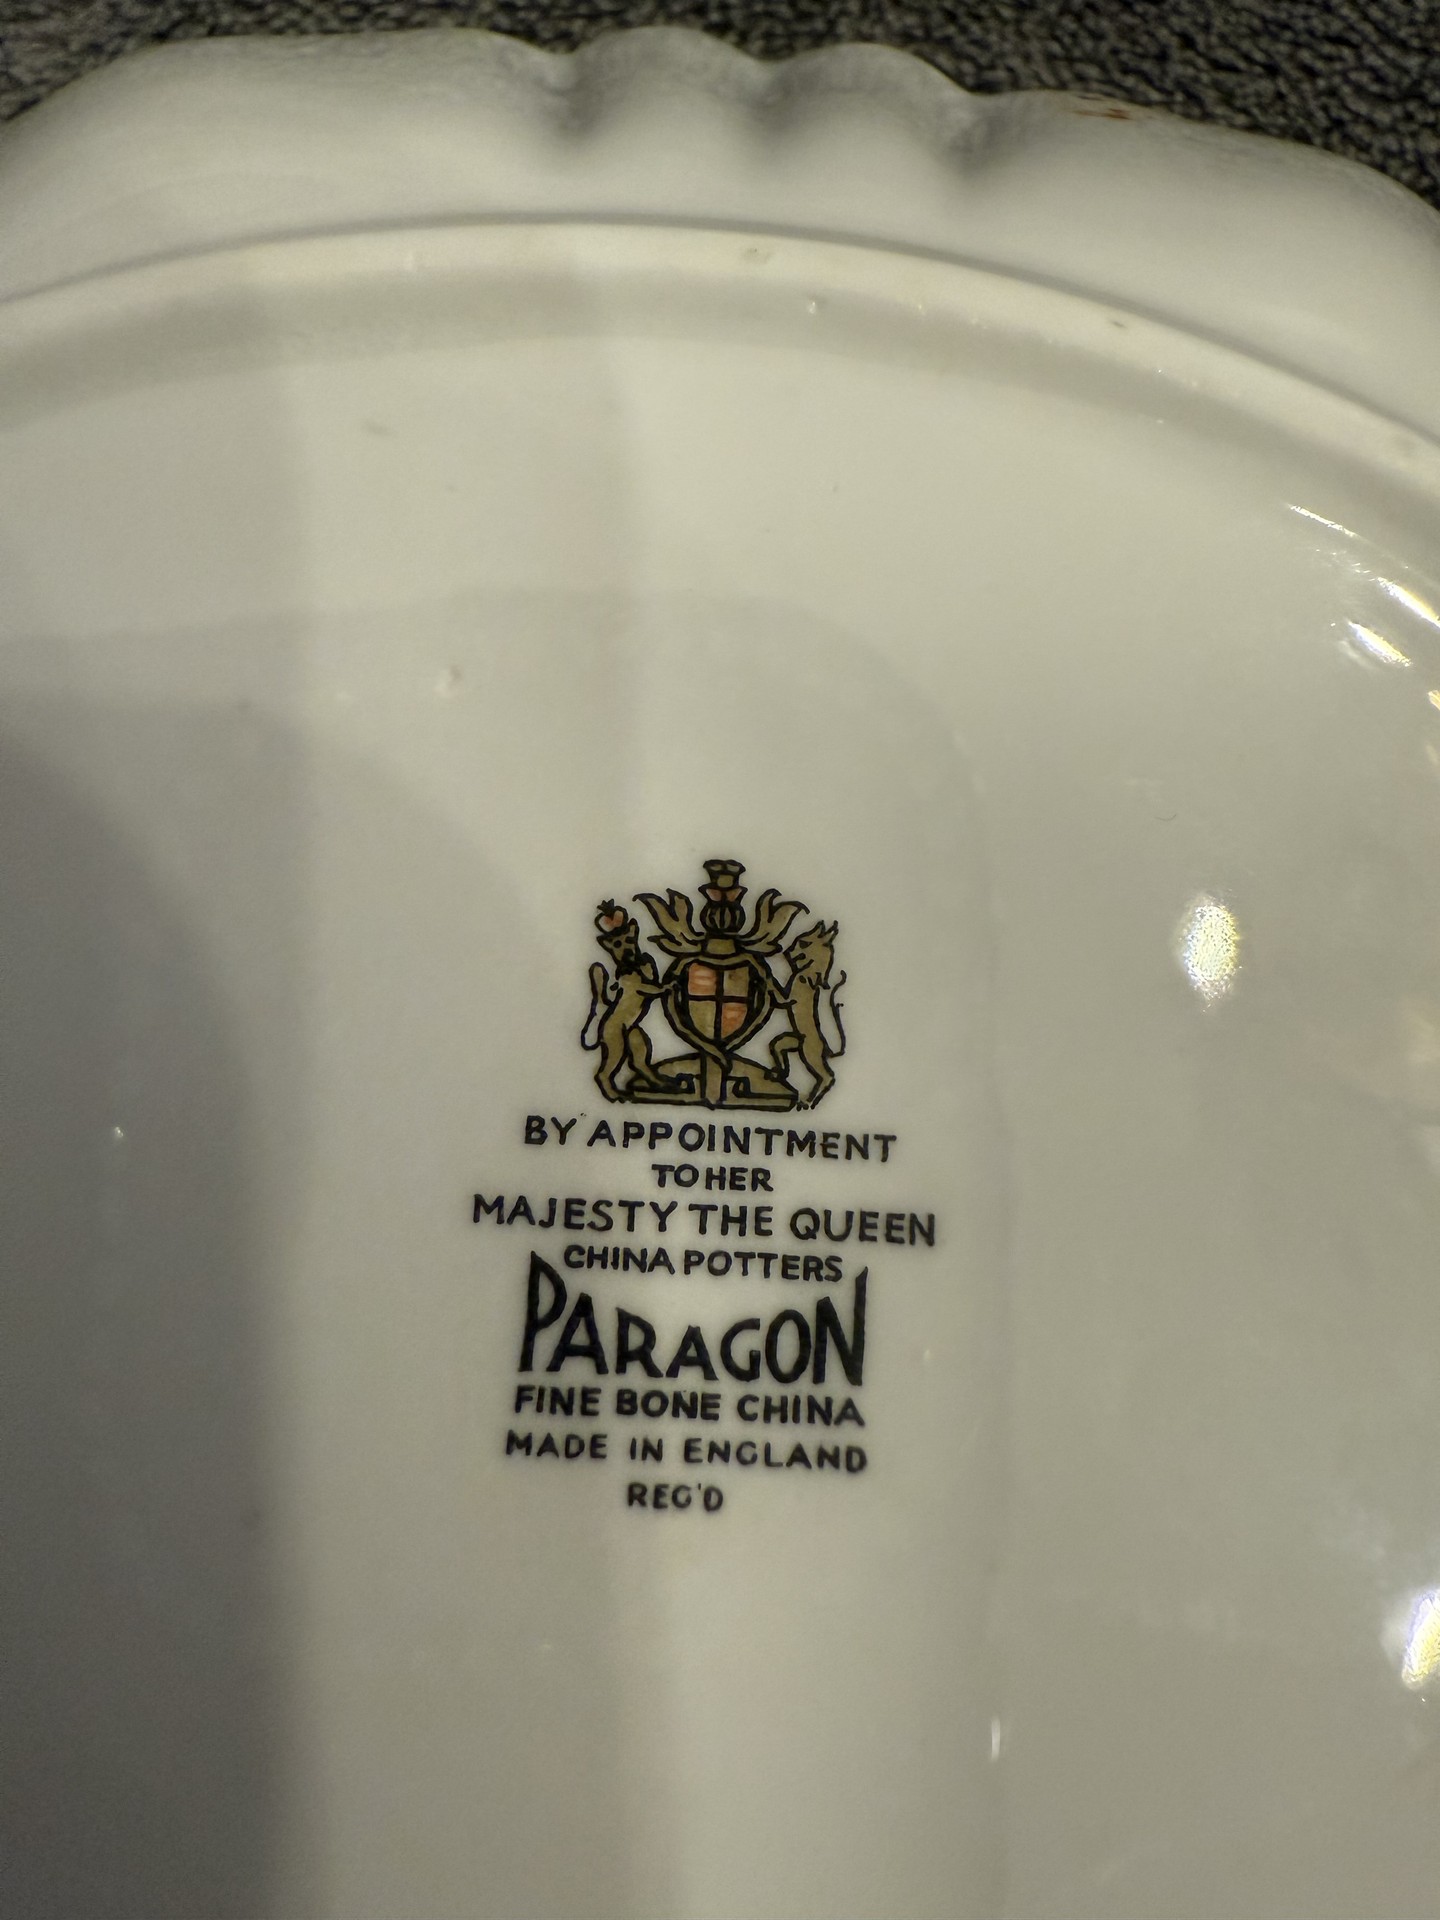 BY APPOINTMENT
TO HER
MAJESTY THE QUEEN
CHINA POTTERS
PARAGON
FINE BONE CHINA
MADE IN ENGLAND
REG'D